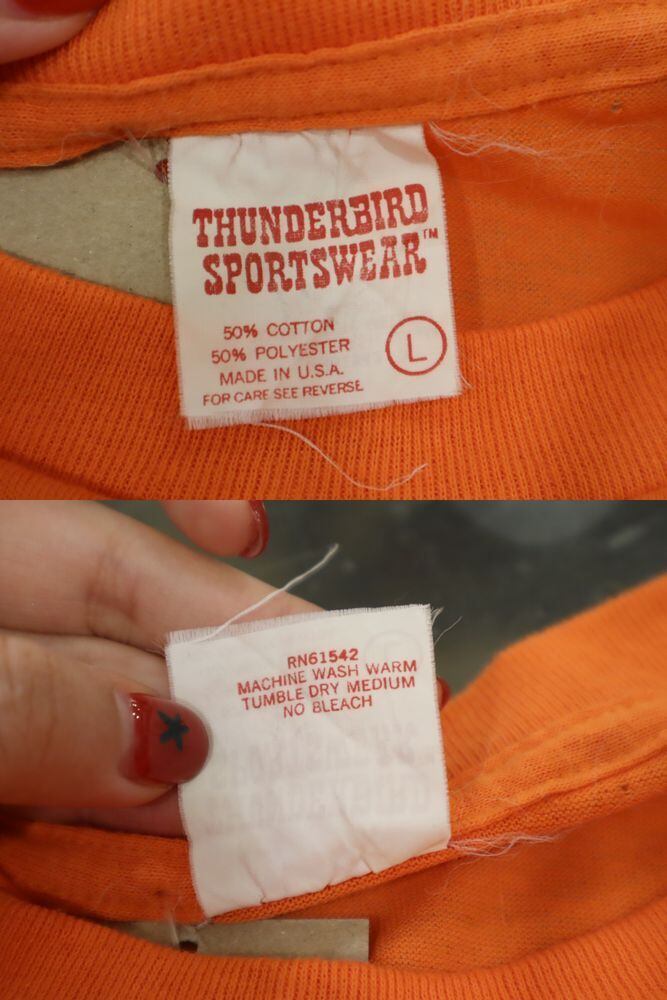 THUNDERBIRD
SPORTSWEAR™
50% COTTON
50% POLYESTER
MADE IN U.S.A.
FOR CARE SEE REVERSE
L
RN61542
MACHINE WASH WARM
TUMBLE DRY MEDIUM
NO BLEACH